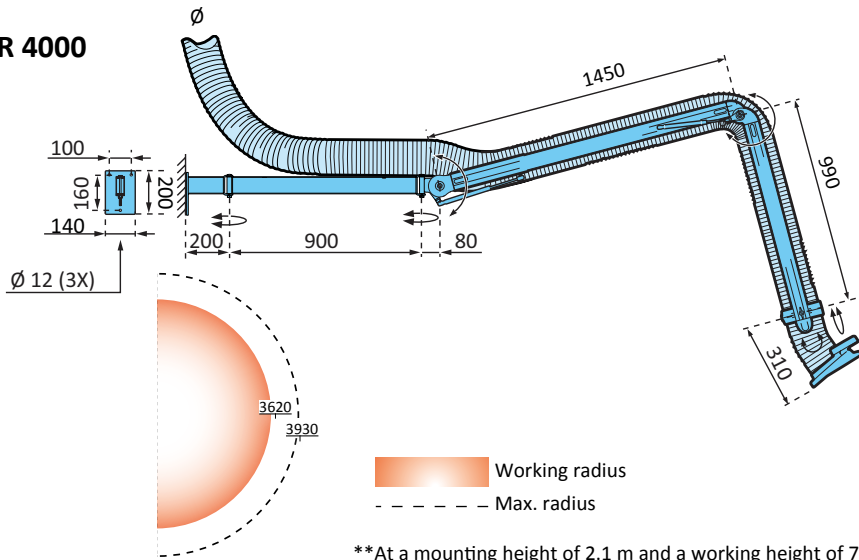 Ø
R 4000
1450
100
160
200
990
140
200
900
80
Ø 12 (3X)
310
3620
3930
Working radius
Max. radius
**At a mounting height of 2.1 m and a working height of 7